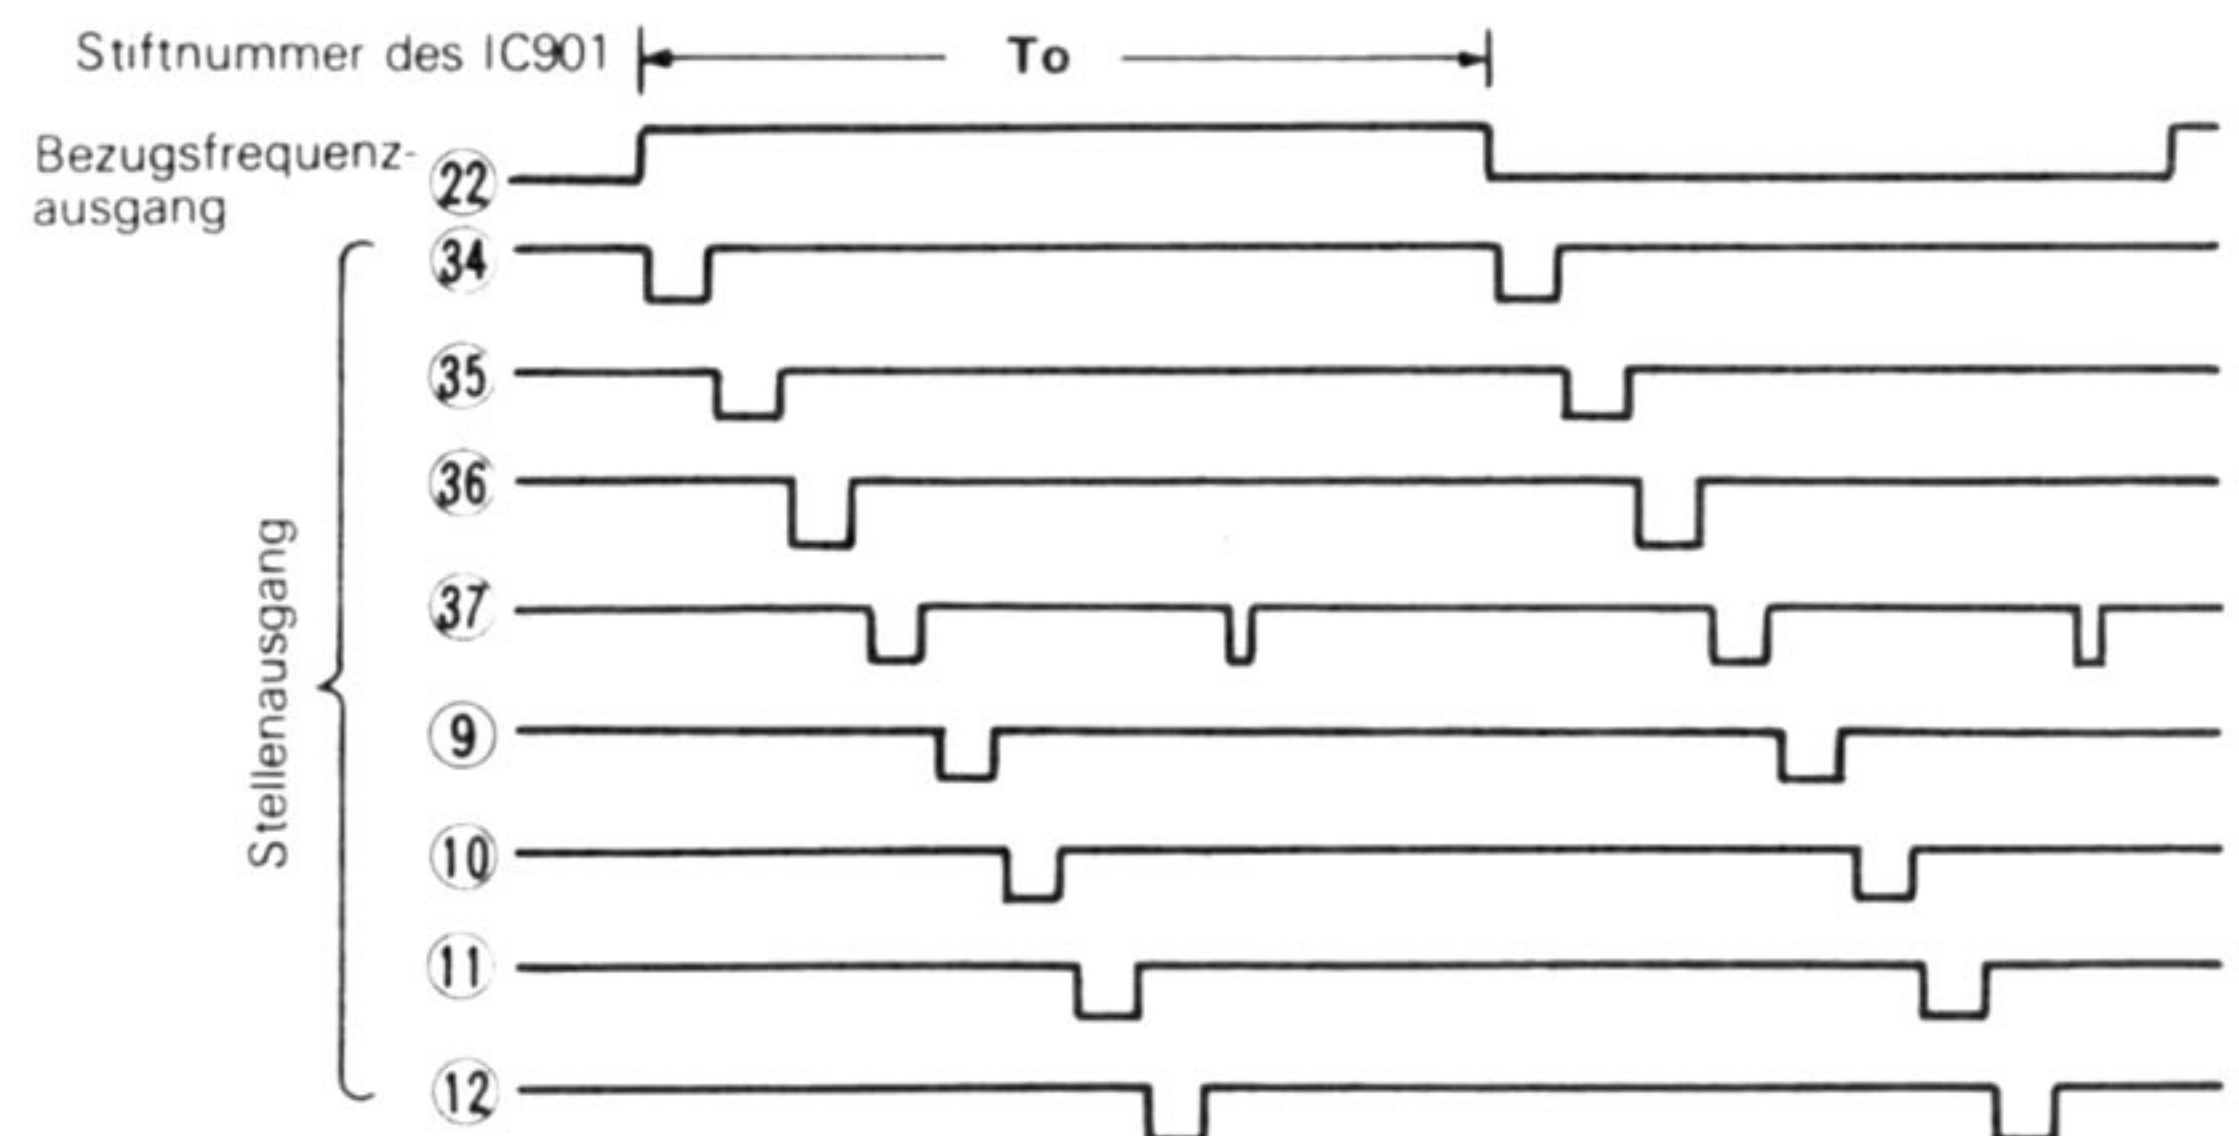 Stiftnummer des IC901
To
Bezugsfrequenz-
ausgang
22
34
35
36
37
9
10
11
12
Stellenausgang